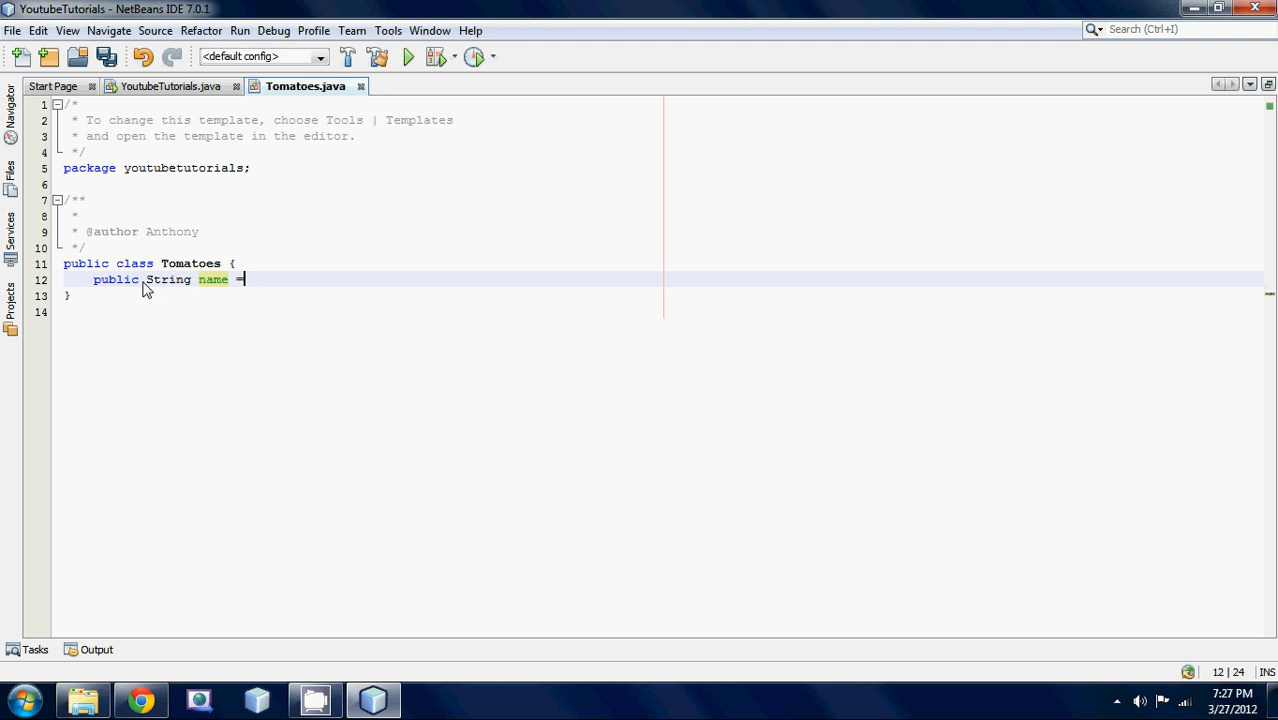 YoutubeTutorials - NetBeans IDE 7.0.1
File Edit View Navigate Source Refactor Run Debug Profile Team Tools Window Help
Search (Ctrl+I)
<default config>
Start Page YoutubeTutorials.java Tomatoes.java
Navigator
Files
Services
Projects
1 /*
2 * To change this template, choose Tools | Templates
3 * and open the template in the editor.
4 */
5 package youtubetutorials;
6
7 /**
8 *
9 * @author Anthony
10 */
11 public class Tomatoes {
12 public String name =
13 }
14
Tasks Output
12 | 24 INS
7:27 PM
3/27/2012